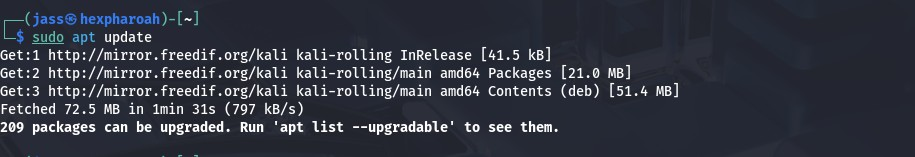 ┌──(jass㉿hexpharoah)-[~]
└─$ sudo apt update
Get:1 http://mirror.freedif.org/kali kali-rolling InRelease [41.5 kB]
Get:2 http://mirror.freedif.org/kali kali-rolling/main amd64 Packages [21.0 MB]
Get:3 http://mirror.freedif.org/kali kali-rolling/main amd64 Contents (deb) [51.4 MB]
Fetched 72.5 MB in 1min 31s (797 kB/s)
209 packages can be upgraded. Run 'apt list --upgradable' to see them.